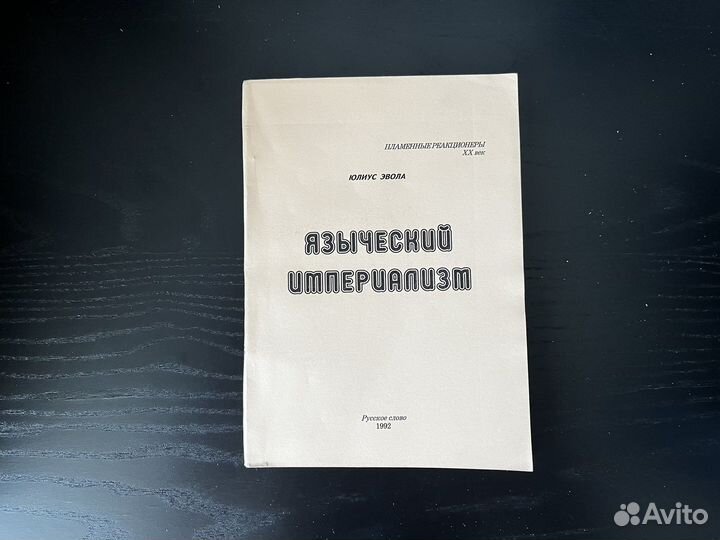 ПЛАМЕННЫЕ РЕАКЦИОНЕРЫ
XX век
ЮЛИУС ЭВОЛА
ЯЗЫЧЕСКИЙ
ИМПЕРИАЛИЗМ
Русское слово
1992
Avito